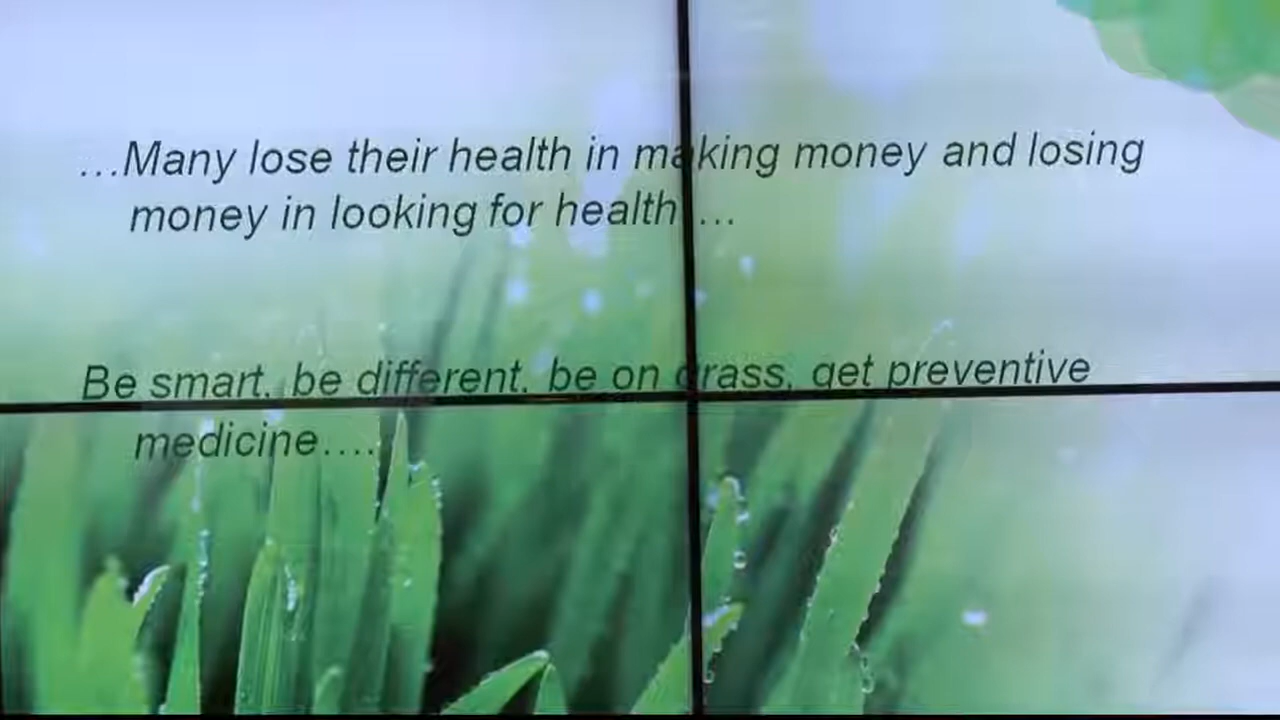 …Many lose their health in making money and losing
money in looking for health….
Be smart, be different, be on grass, get preventive
medicine….